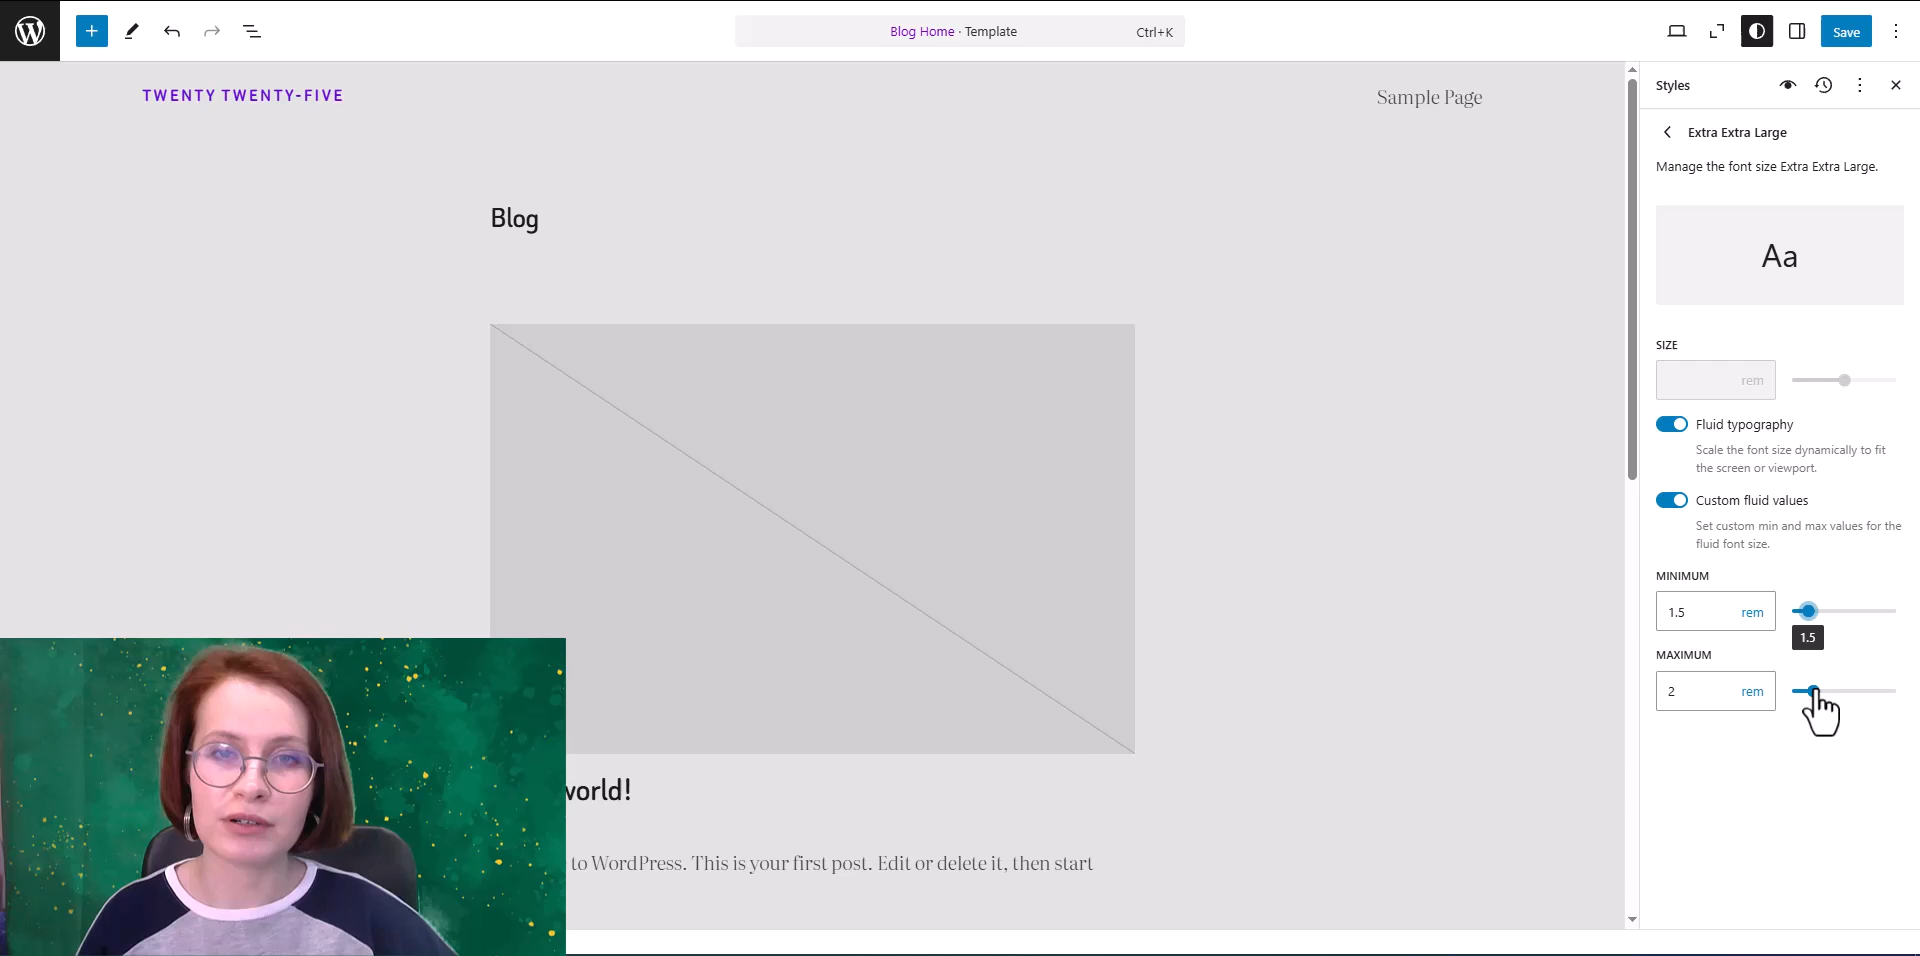 Blog Home · Template
Ctrl+K
Save
TWENTY TWENTY-FIVE
Sample Page
Blog
world!
to WordPress. This is your first post. Edit or delete it, then start
Styles
Extra Extra Large
Manage the font size Extra Extra Large.
Aa
SIZE
rem
Fluid typography
Scale the font size dynamically to fit
the screen or viewport.
Custom fluid values
Set custom min and max values for the
fluid font size.
MINIMUM
1.5 rem
1.5
MAXIMUM
2 rem